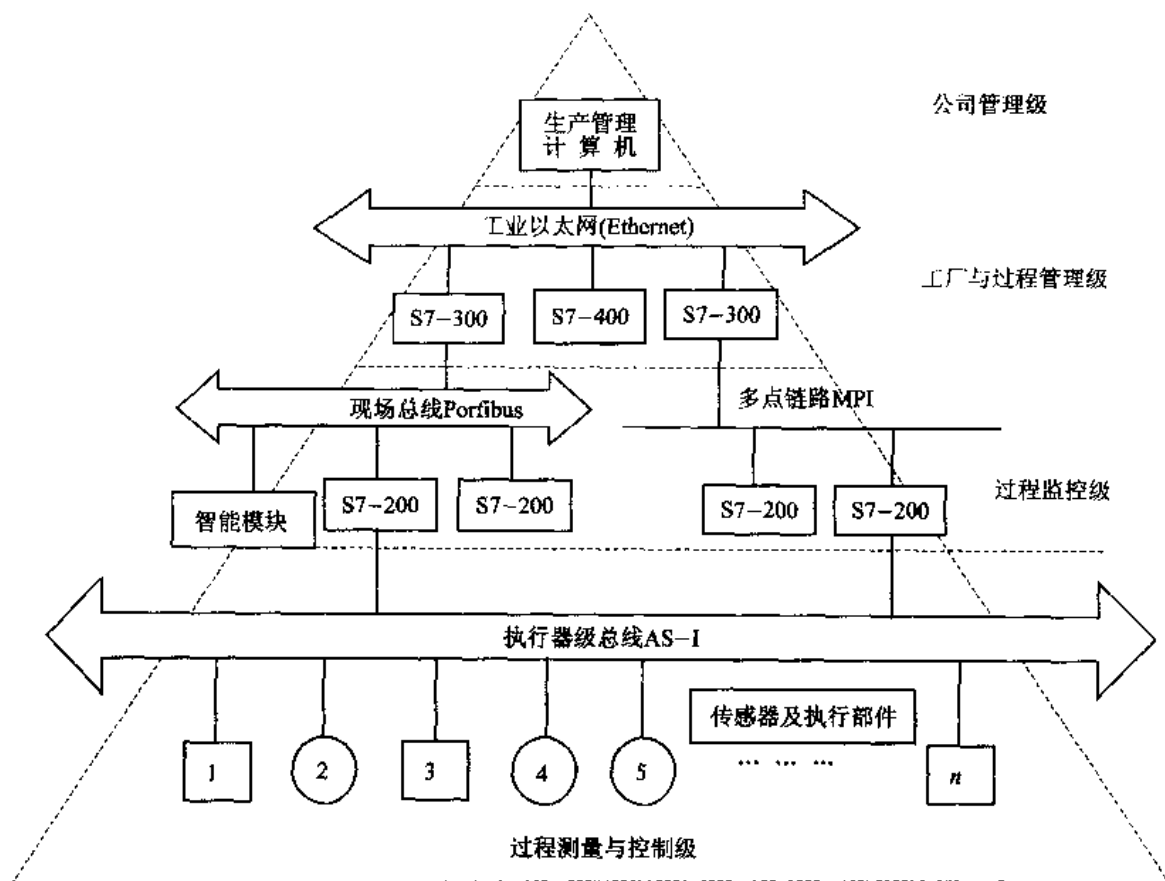 公司管理级
生产管理
计 算 机
工业以太网(Ethernet)
工厂与过程管理级
S7-300
S7-400
S7-300
现场总线Porfibus
多点链路MPI
智能模块
S7-200
S7-200
S7-200
S7-200
过程监控级
执行器级总线AS-I
传感器及执行部件
1
2
3
4
5
… … …
n
过程测量与控制级